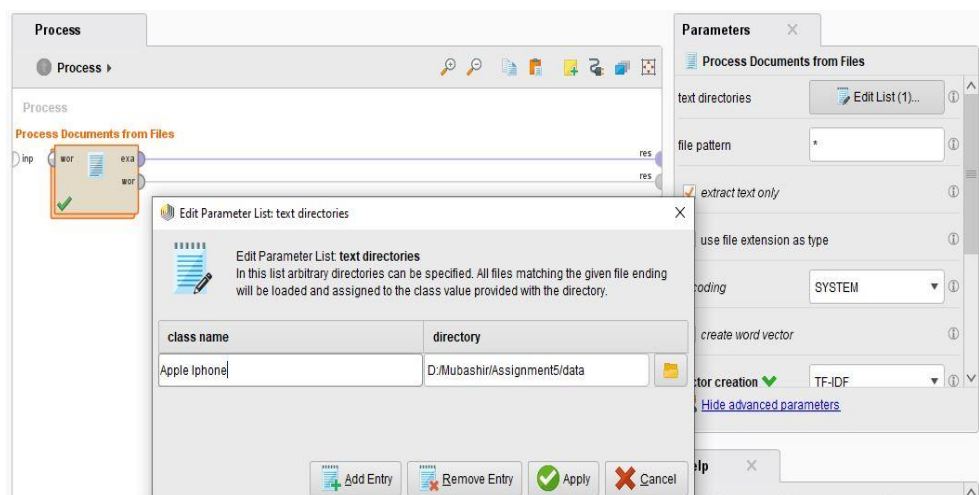 Process
Process
Process
Process Documents from Files
inp
wor
exa
wor
res
res
Parameters
Process Documents from Files
text directories
Edit List (1)...
file pattern
*
extract text only
use file extension as type
coding
SYSTEM
create word vector
tor creation
TF-IDF
Hide advanced parameters
elp
Edit Parameter List: text directories
X
Edit Parameter List: text directories
In this list arbitrary directories can be specified. All files matching the given file ending
will be loaded and assigned to the class value provided with the directory.
class name
directory
Apple Iphone
D:/Mubashir/Assignment5/data
Add Entry
Remove Entry
Apply
Cancel